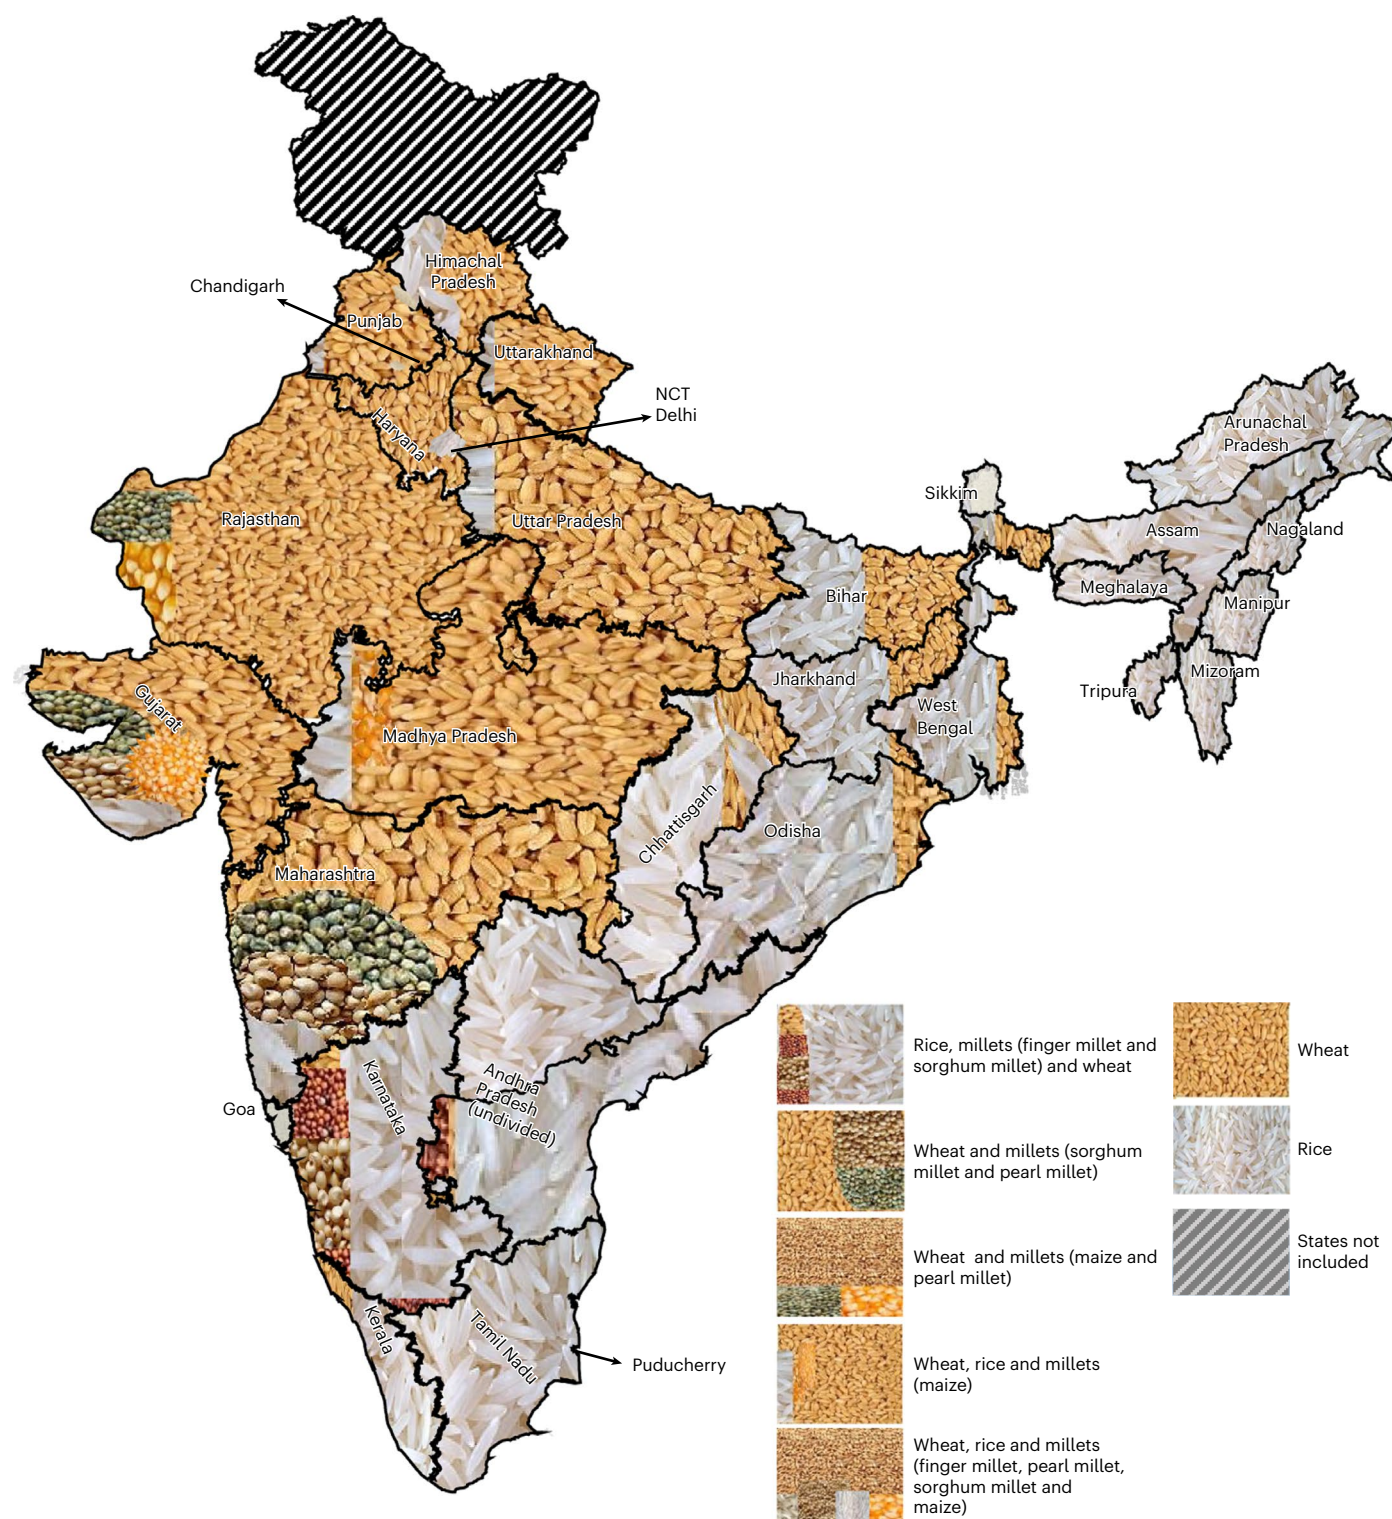 Himachal
Pradesh
Chandigarh
Punjab
Uttarakhand
NCT
Delhi
Haryana
Arunachal
Pradesh
Sikkim
Rajasthan
Uttar Pradesh
Assam
Nagaland
Meghalaya
Bihar
Manipur
Jharkhand
Mizoram
Tripura
Gujarat
West
Bengal
Madhya Pradesh
Chhattisgarh
Odisha
Maharashtra
Karnataka
Andhra
Pradesh
(undivided)
Goa
Kerala
Tamil Nadu
Puducherry
Rice, millets (finger millet and
sorghum millet) and wheat
Wheat and millets (sorghum
millet and pearl millet)
Wheat and millets (maize and
pearl millet)
Wheat, rice and millets
(maize)
Wheat, rice and millets
(finger millet, pearl millet,
sorghum millet and
maize)
Wheat
Rice
States not
included